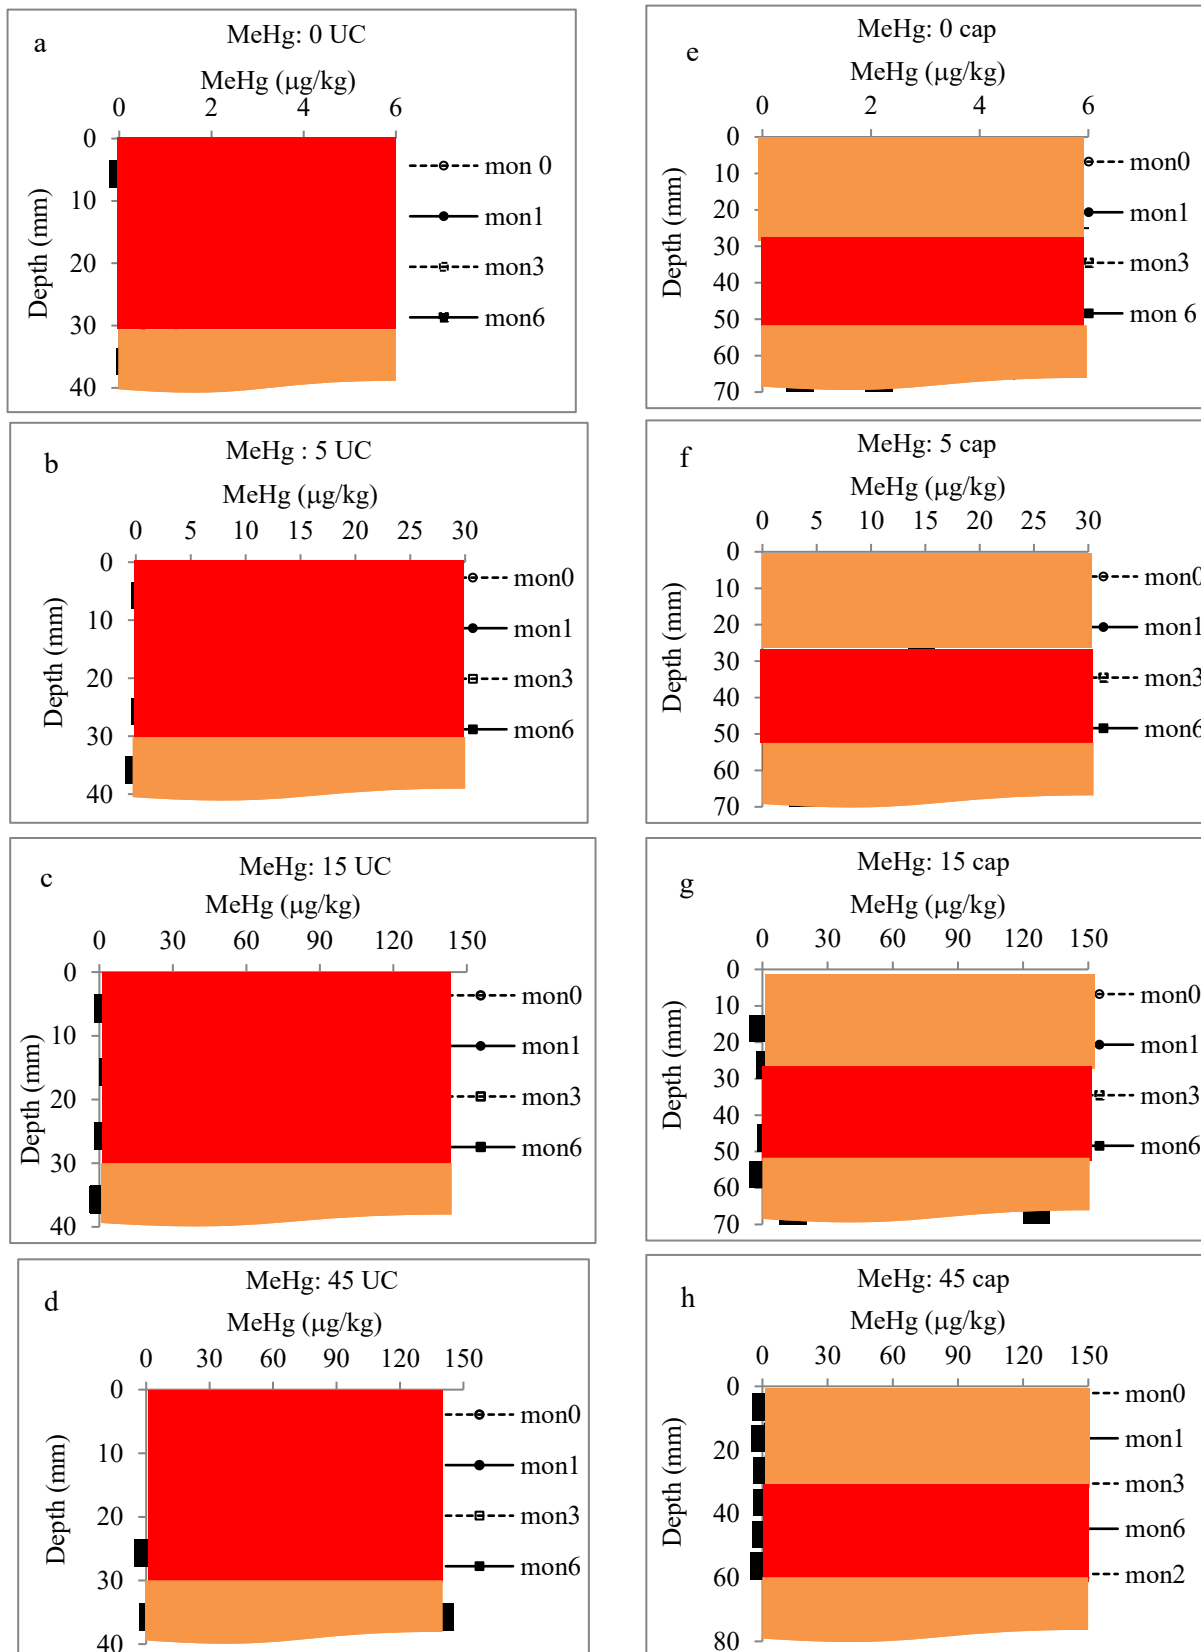 a
MeHg: 0 UC
MeHg (μg/kg)
0 2 4 6
0
10
20
30
40
Depth (mm)
mon 0
mon1
mon3
mon6
e
MeHg: 0 cap
MeHg (μg/kg)
0 2 4 6
0
10
20
30
40
50
60
70
Depth (mm)
mon0
mon1
mon3
mon 6
b
MeHg : 5 UC
MeHg (μg/kg)
0 5 10 15 20 25 30
0
10
20
30
40
Depth (mm)
mon0
mon1
mon3
mon6
f
MeHg: 5 cap
MeHg (μg/kg)
0 5 10 15 20 25 30
0
10
20
30
40
50
60
70
Depth (mm)
mon0
mon1
mon3
mon6
c
MeHg: 15 UC
MeHg (μg/kg)
0 30 60 90 120 150
0
10
20
30
40
Depth (mm)
mon0
mon1
mon3
mon6
g
MeHg: 15 cap
MeHg (μg/kg)
0 30 60 90 120 150
0
10
20
30
40
50
60
70
Depth (mm)
mon0
mon1
mon3
mon6
d
MeHg: 45 UC
MeHg (μg/kg)
0 30 60 90 120 150
0
10
20
30
40
Depth (mm)
mon0
mon1
mon3
mon6
h
MeHg: 45 cap
MeHg (μg/kg)
0 30 60 90 120 150
0
20
40
60
80
Depth (mm)
mon0
mon1
mon3
mon6
mon2